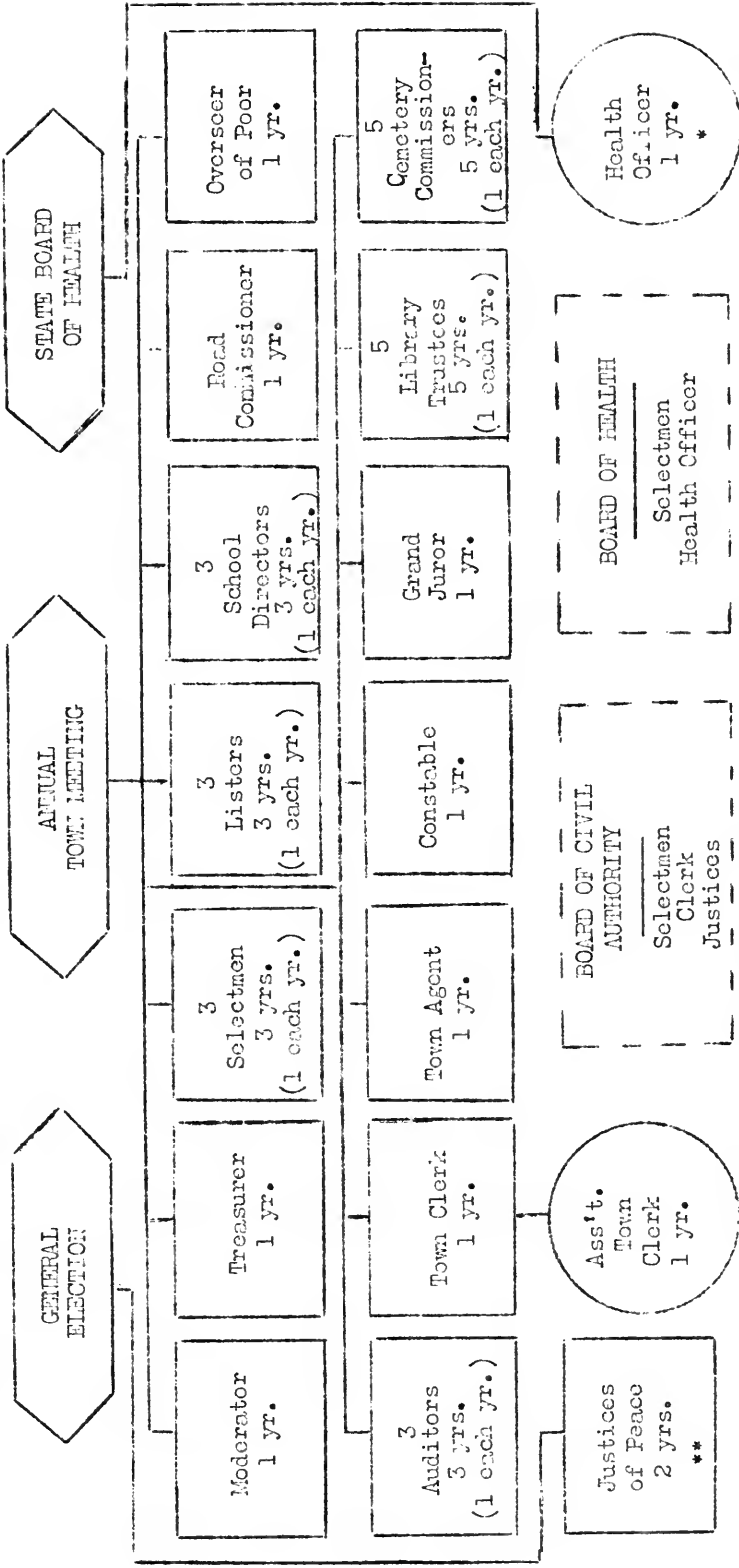 GENERAL
ELECTION
ANNUAL
TOWN MEETING
STATE BOARD
OF HEALTH
Moderator
1 yr.
Treasurer
1 yr.
3
Selectmen
3 yrs.
(1 each yr.)
3
Listers
3 yrs.
(1 each yr.)
3
School
Directors
3 yrs.
(1 each yr.)
Road
Commissioner
1 yr.
Overseer
of Poor
1 yr.
3
Auditors
3 yrs.
(1 each yr.)
Town Clerk
1 yr.
Town Agent
1 yr.
Constable
1 yr.
Grand
Juror
1 yr.
5
Library
Trustees
5 yrs.
(1 each yr.)
5
Cemetery
Commission-
ers
5 yrs.
(1 each yr.)
Justices
of Peace
2 yrs.
**
Ass't.
Town
Clerk
1 yr.
BOARD OF CIVIL
AUTHORITY
Selectmen
Clerk
Justices
BOARD OF HEALTH
Selectmen
Health Officer
Health
Officer
1 yr.
*